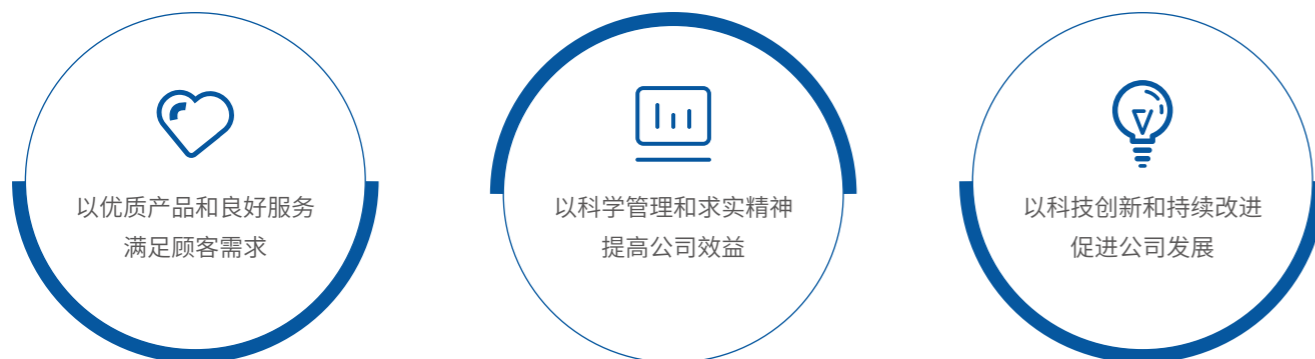 以优质产品和良好服务
满足顾客需求
以科学管理和求实精神
提高公司效益
以科技创新和持续改进
促进公司发展